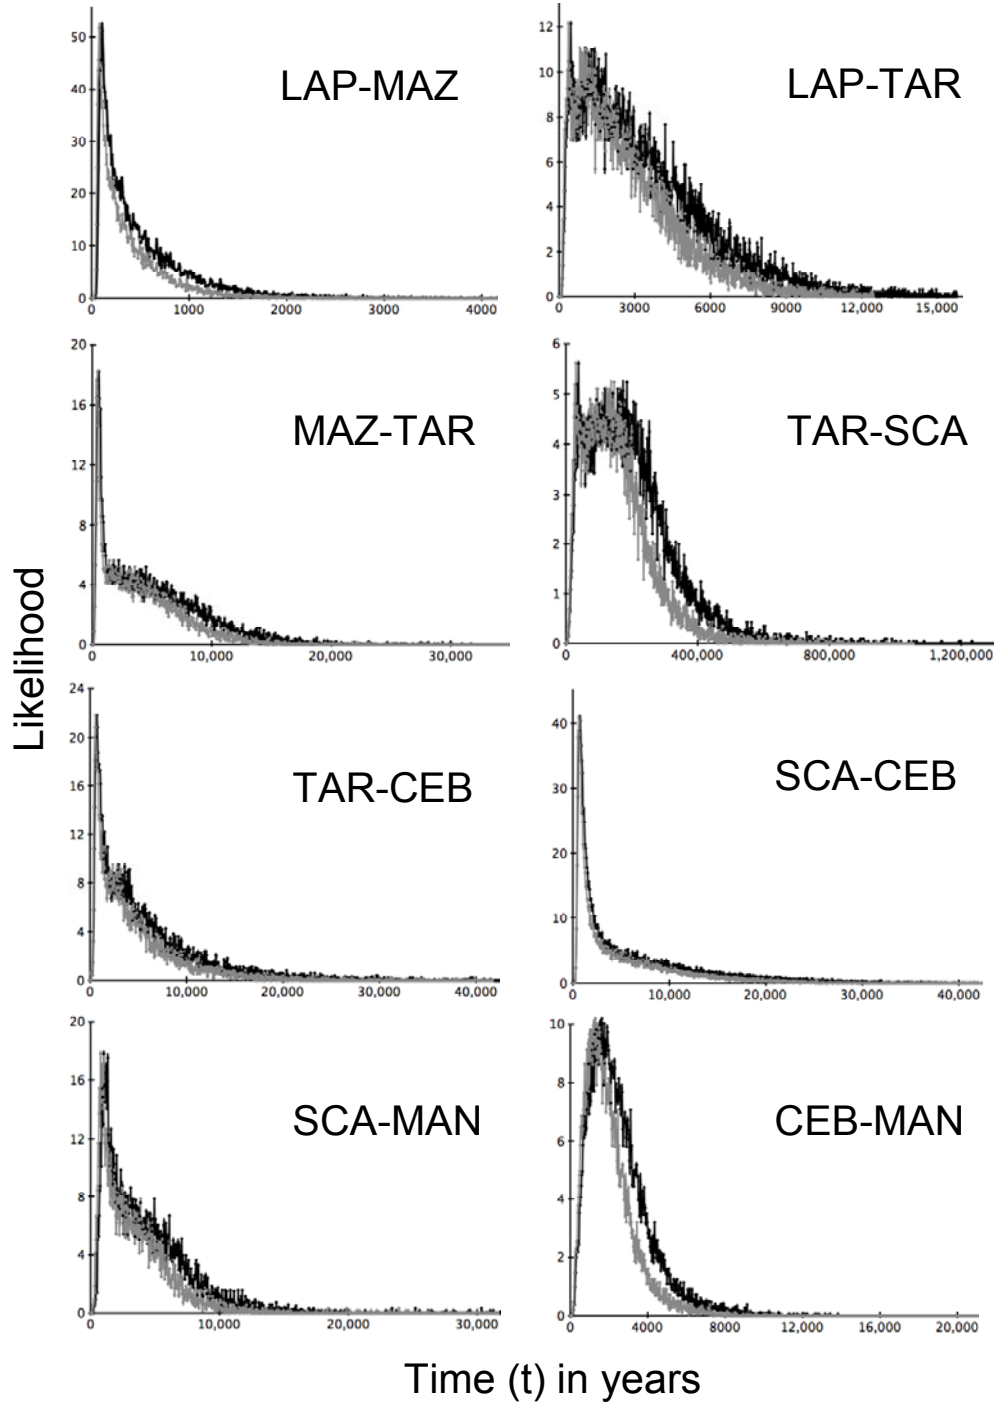 LAP-MAZ
50
40
30
20
10
0
0 1000 2000 3000 4000
LAP-TAR
12
10
8
6
4
2
0
0 3000 6000 9000 12,000 15,000
MAZ-TAR
20
16
12
8
4
0
0 10,000 20,000 30,000
TAR-SCA
6
5
4
3
2
1
0
0 400,000 800,000 1,200,000
Likelihood
TAR-CEB
24
20
16
12
8
4
0
0 10,000 20,000 30,000 40,000
SCA-CEB
40
30
20
10
0
0 10,000 20,000 30,000 40,000
SCA-MAN
20
16
12
8
4
0
0 10,000 20,000 30,000
CEB-MAN
10
8
6
4
2
0
0 4000 8000 12,000 16,000 20,000
Time (t) in years